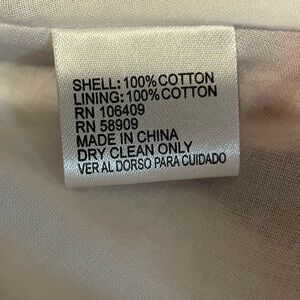 SHELL: 100% COTTON
LINING: 100% COTTON
RN 106409
RN 58909
MADE IN CHINA
DRY CLEAN ONLY
VER AL DORSO PARA CUIDADO